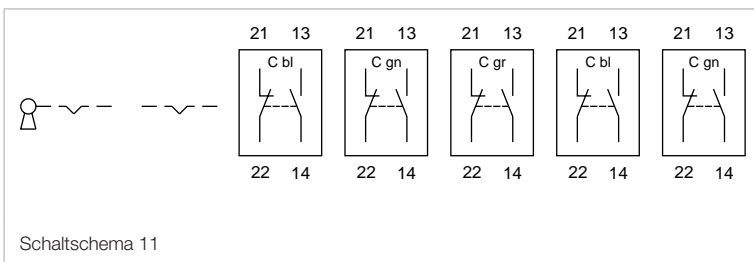 21 13 21 13 21 13 21 13 21 13
C bl C gn C gr C bl C gn
22 14 22 14 22 14 22 14 22 14
Schaltschema 11